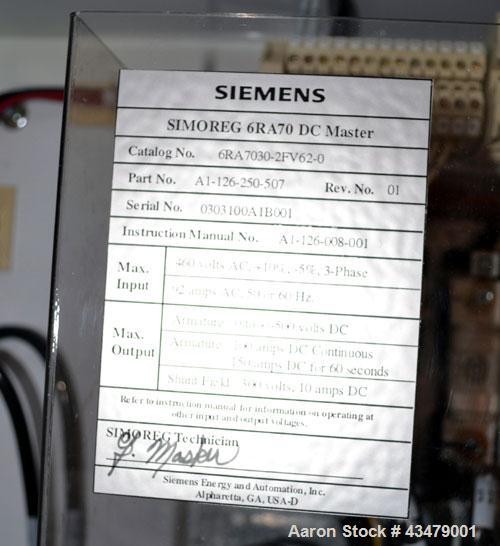 SIEMENS
SIMOREG 6RA70 DC Master
Catalog No. 6RA7030-2FV62-0
Part No. A1-126-250-507 Rev. No. 01
Serial No. 0303100A1B001
Instruction Manual No. A1-126-008-001
Max. Input
460 volts AC, +10%, -5%, 3-Phase
92 amps AC, 50 or 60 Hz.
Max. Output
Armature 500 volts DC
Armature 100 amps DC Continuous
150 amps DC for 60 seconds
Shunt Field 300 volts, 10 amps DC
Refer to instruction manual for information on operating at
other input and output voltages.
SIMOREG Technician
Siemens Energy and Automation, Inc.
Alpharetta, GA, USA-D
Aaron Stock # 43479001